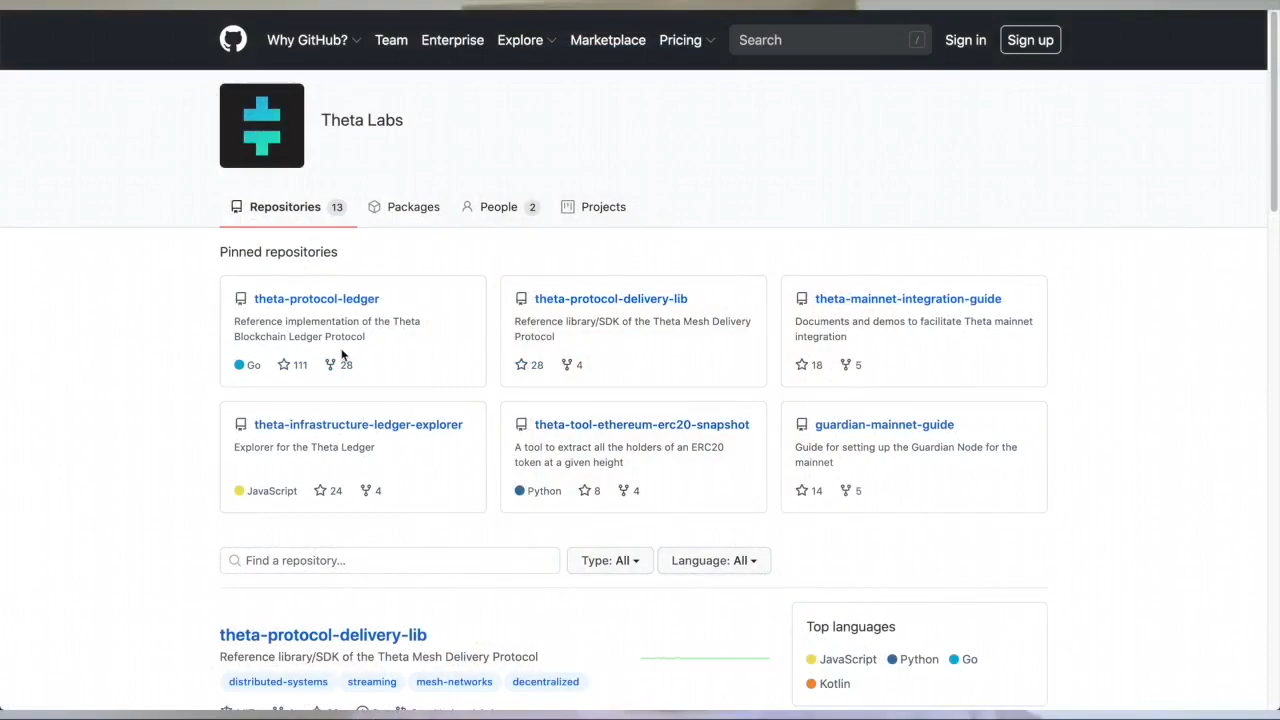 Why GitHub? Team Enterprise Explore Marketplace Pricing Search / Sign in Sign up
Theta Labs
Repositories 13 Packages People 2 Projects
Pinned repositories
theta-protocol-ledger
Reference implementation of the Theta
Blockchain Ledger Protocol
Go 111 28
theta-protocol-delivery-lib
Reference library/SDK of the Theta Mesh Delivery
Protocol
28 4
theta-mainnet-integration-guide
Documents and demos to facilitate Theta mainnet
integration
18 5
theta-infrastructure-ledger-explorer
Explorer for the Theta Ledger
JavaScript 24 4
theta-tool-ethereum-erc20-snapshot
A tool to extract all the holders of an ERC20
token at a given height
Python 8 4
guardian-mainnet-guide
Guide for setting up the Guardian Node for the
mainnet
14 5
Find a repository... Type: All Language: All
theta-protocol-delivery-lib
Reference library/SDK of the Theta Mesh Delivery Protocol
distributed-systems streaming mesh-networks decentralized
Top languages
JavaScript Python Go
Kotlin